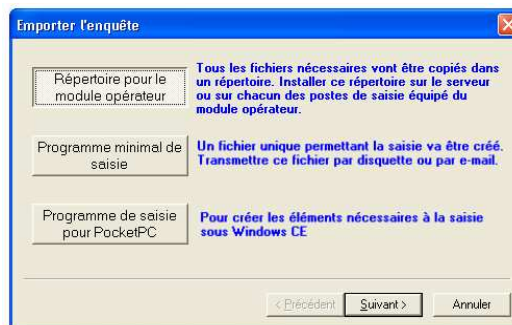 Emporter l'enquête
Répertoire pour le
module opérateur
Tous les fichiers nécessaires vont être copiés dans
un répertoire. Installer ce répertoire sur le serveur
ou sur chacun des postes de saisie équipé du
module opérateur.
Programme minimal de
saisie
Un fichier unique permettant la saisie va être créé.
Transmettre ce fichier par disquette ou par e-mail.
Programme de saisie
pour PocketPC
Pour créer les éléments nécessaires à la saisie
sous Windows CE
< Précédent
Suivant >
Annuler